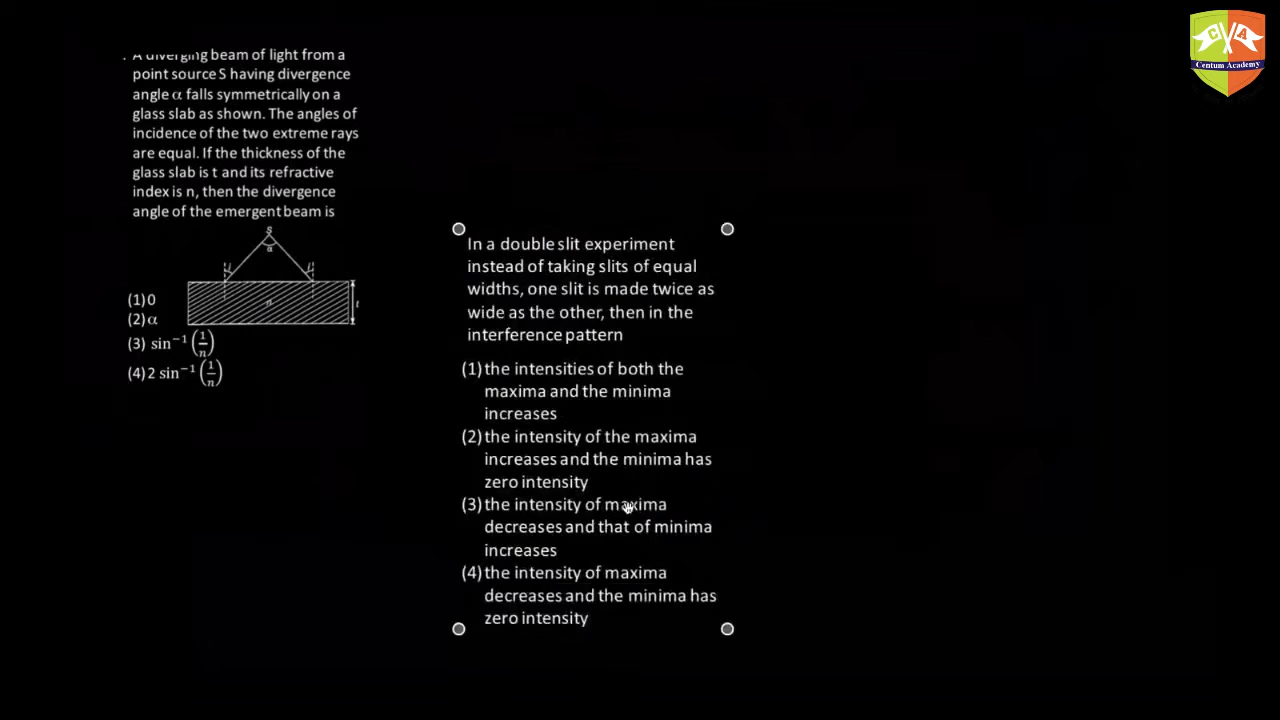 . A diverging beam of light from a
point source S having divergence
angle α falls symmetrically on a
glass slab as shown. The angles of
incidence of the two extreme rays
are equal. If the thickness of the
glass slab is t and its refractive
index is n, then the divergence
angle of the emergent beam is
S
α
i i
n
t
(1) 0
(2) α
(3) sin⁻¹ (1/n)
(4) 2 sin⁻¹ (1/n)
In a double slit experiment
instead of taking slits of equal
widths, one slit is made twice as
wide as the other, then in the
interference pattern
(1) the intensities of both the
maxima and the minima
increases
(2) the intensity of the maxima
increases and the minima has
zero intensity
(3) the intensity of maxima
decreases and that of minima
increases
(4) the intensity of maxima
decreases and the minima has
zero intensity
C A
Centum Academy